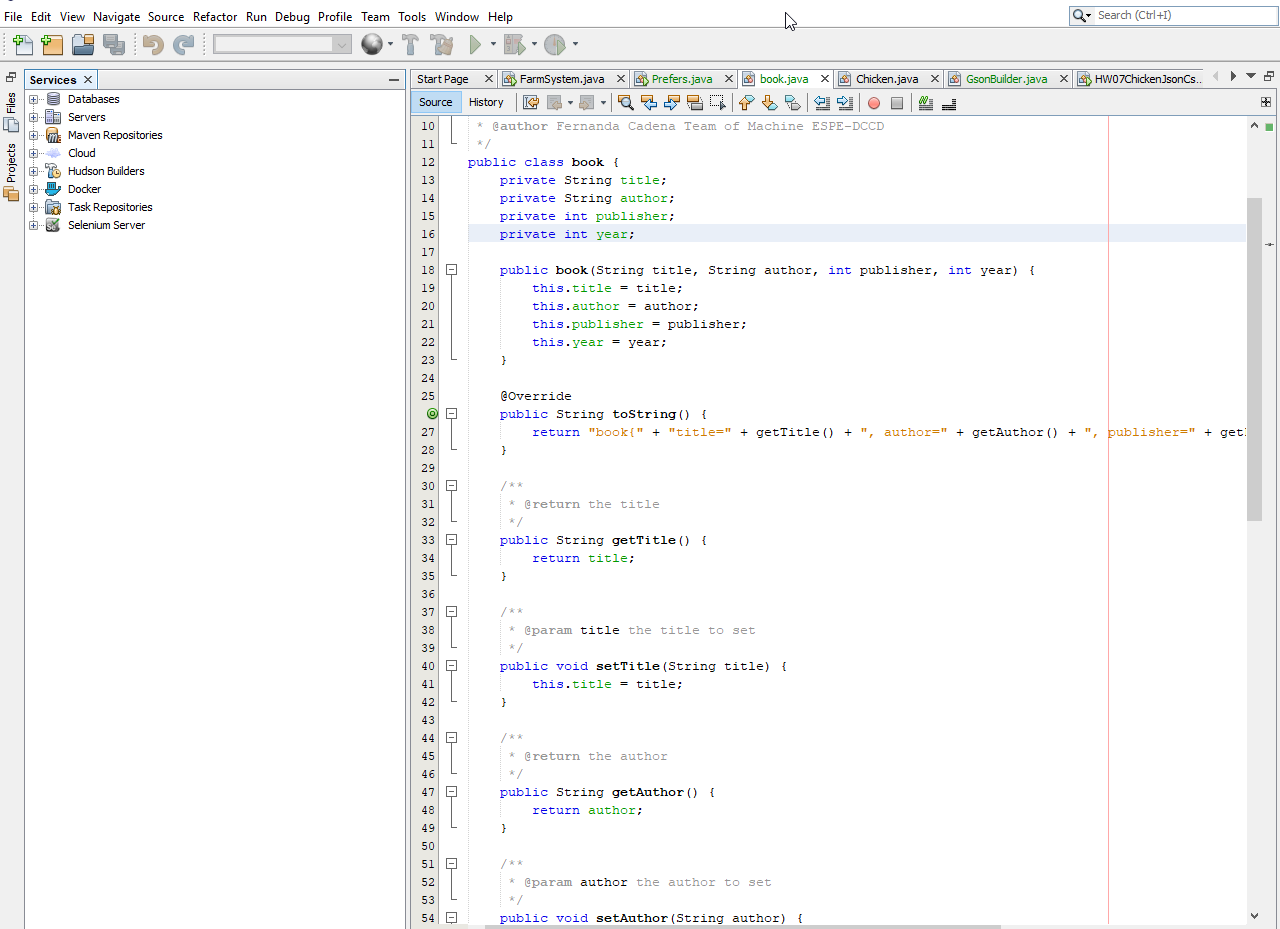 File Edit View Navigate Source Refactor Run Debug Profile Team Tools Window Help
Search (Ctrl+I)
Files
Projects
Services
Databases
Servers
Maven Repositories
Cloud
Hudson Builders
Docker
Task Repositories
Selenium Server
Start Page FarmSystem.java Prefers.java book.java Chicken.java GsonBuilder.java HW07ChickenJsonCs...
Source History
10 * @author Fernanda Cadena Team of Machine ESPE-DCCD
11 */
12 public class book {
13 private String title;
14 private String author;
15 private int publisher;
16 private int year;
17
18 public book(String title, String author, int publisher, int year) {
19 this.title = title;
20 this.author = author;
21 this.publisher = publisher;
22 this.year = year;
23 }
24
25 @Override
public String toString() {
27 return "book{" + "title=" + getTitle() + ", author=" + getAuthor() + ", publisher=" + get
28 }
29
30 /**
31 * @return the title
32 */
33 public String getTitle() {
34 return title;
35 }
36
37 /**
38 * @param title the title to set
39 */
40 public void setTitle(String title) {
41 this.title = title;
42 }
43
44 /**
45 * @return the author
46 */
47 public String getAuthor() {
48 return author;
49 }
50
51 /**
52 * @param author the author to set
53 */
54 public void setAuthor(String author) {